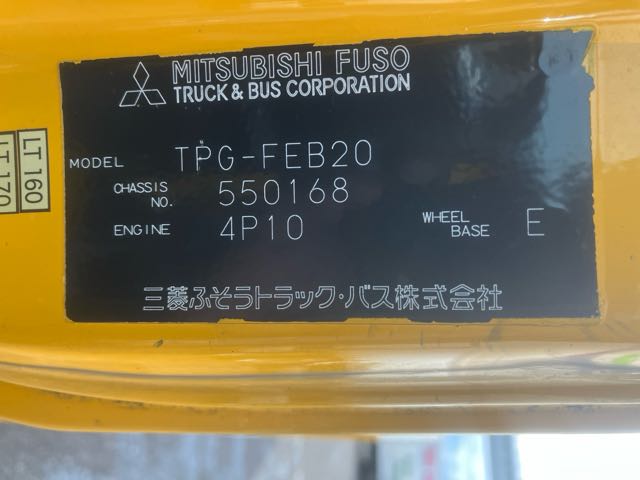 MITSUBISHI FUSO
TRUCK & BUS CORPORATION
MODEL TPG-FEB20
CHASSIS NO. 550168
ENGINE 4P10 WHEEL BASE E
三菱ふそうトラック・バス株式会社
LT 160
LT 170